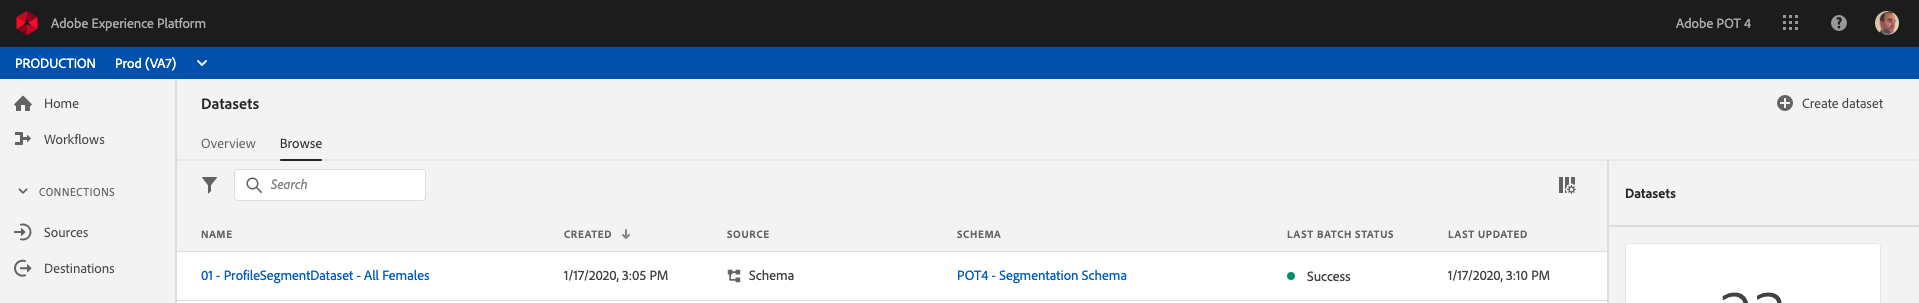 Adobe Experience Platform
Adobe POT 4
PRODUCTION Prod (VA7)
Home
Workflows
CONNECTIONS
Sources
Destinations
Datasets
Create dataset
Overview Browse
Search
NAME CREATED SOURCE SCHEMA LAST BATCH STATUS LAST UPDATED
01 - ProfileSegmentDataset - All Females 1/17/2020, 3:05 PM Schema POT4 - Segmentation Schema Success 1/17/2020, 3:10 PM
Datasets